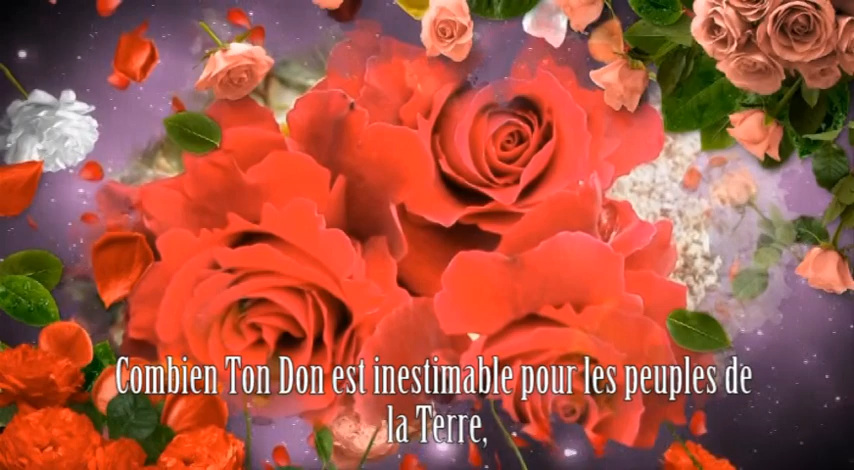 Combien Ton Don est inestimable pour les peuples de
la Terre,